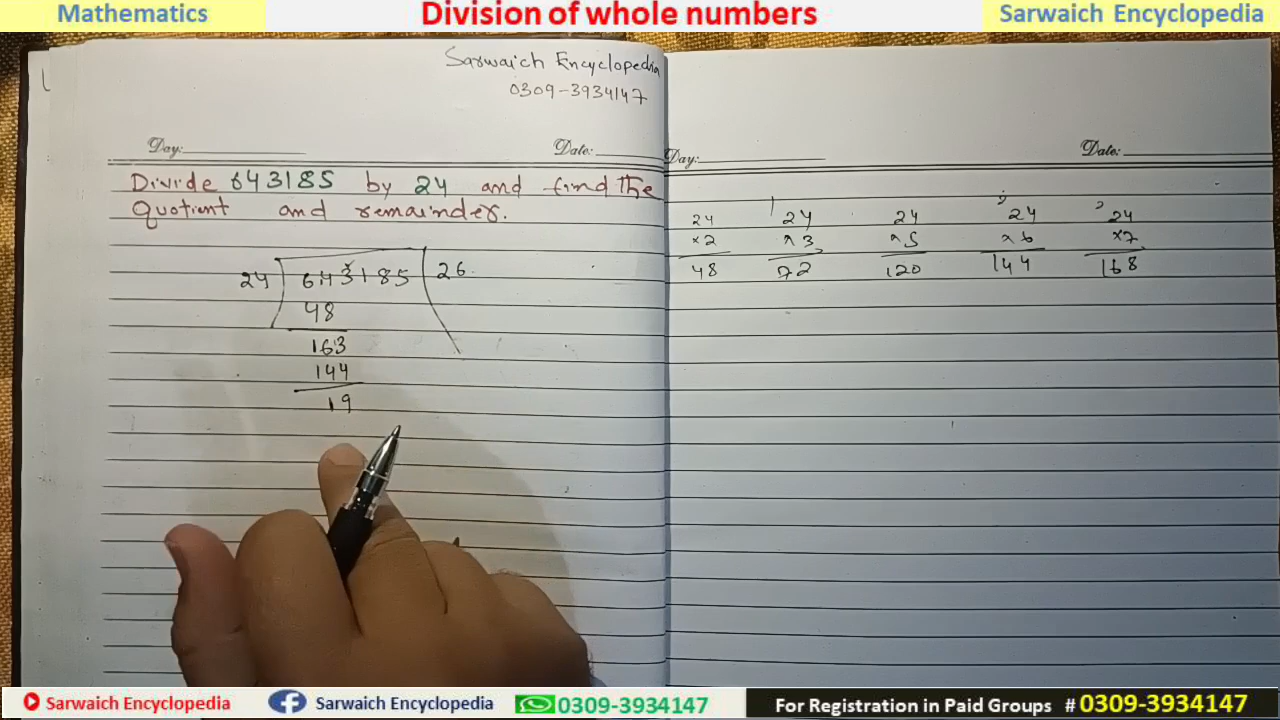 Mathematics
Division of whole numbers
Sarwaich Encyclopedia
Sarwaich Encyclopedia
0309-3934147
Day:
Date:
Day:
Date:
Divide 643185 by 24 and find the
Quotient and remainder.
24 643185 26
48
163
144
19
24 24 24 24 24
×2 ×3 ×5 ×6 ×7
48 72 120 144 168
Sarwaich Encyclopedia
Sarwaich Encyclopedia
0309-3934147
For Registration in Paid Groups # 0309-3934147